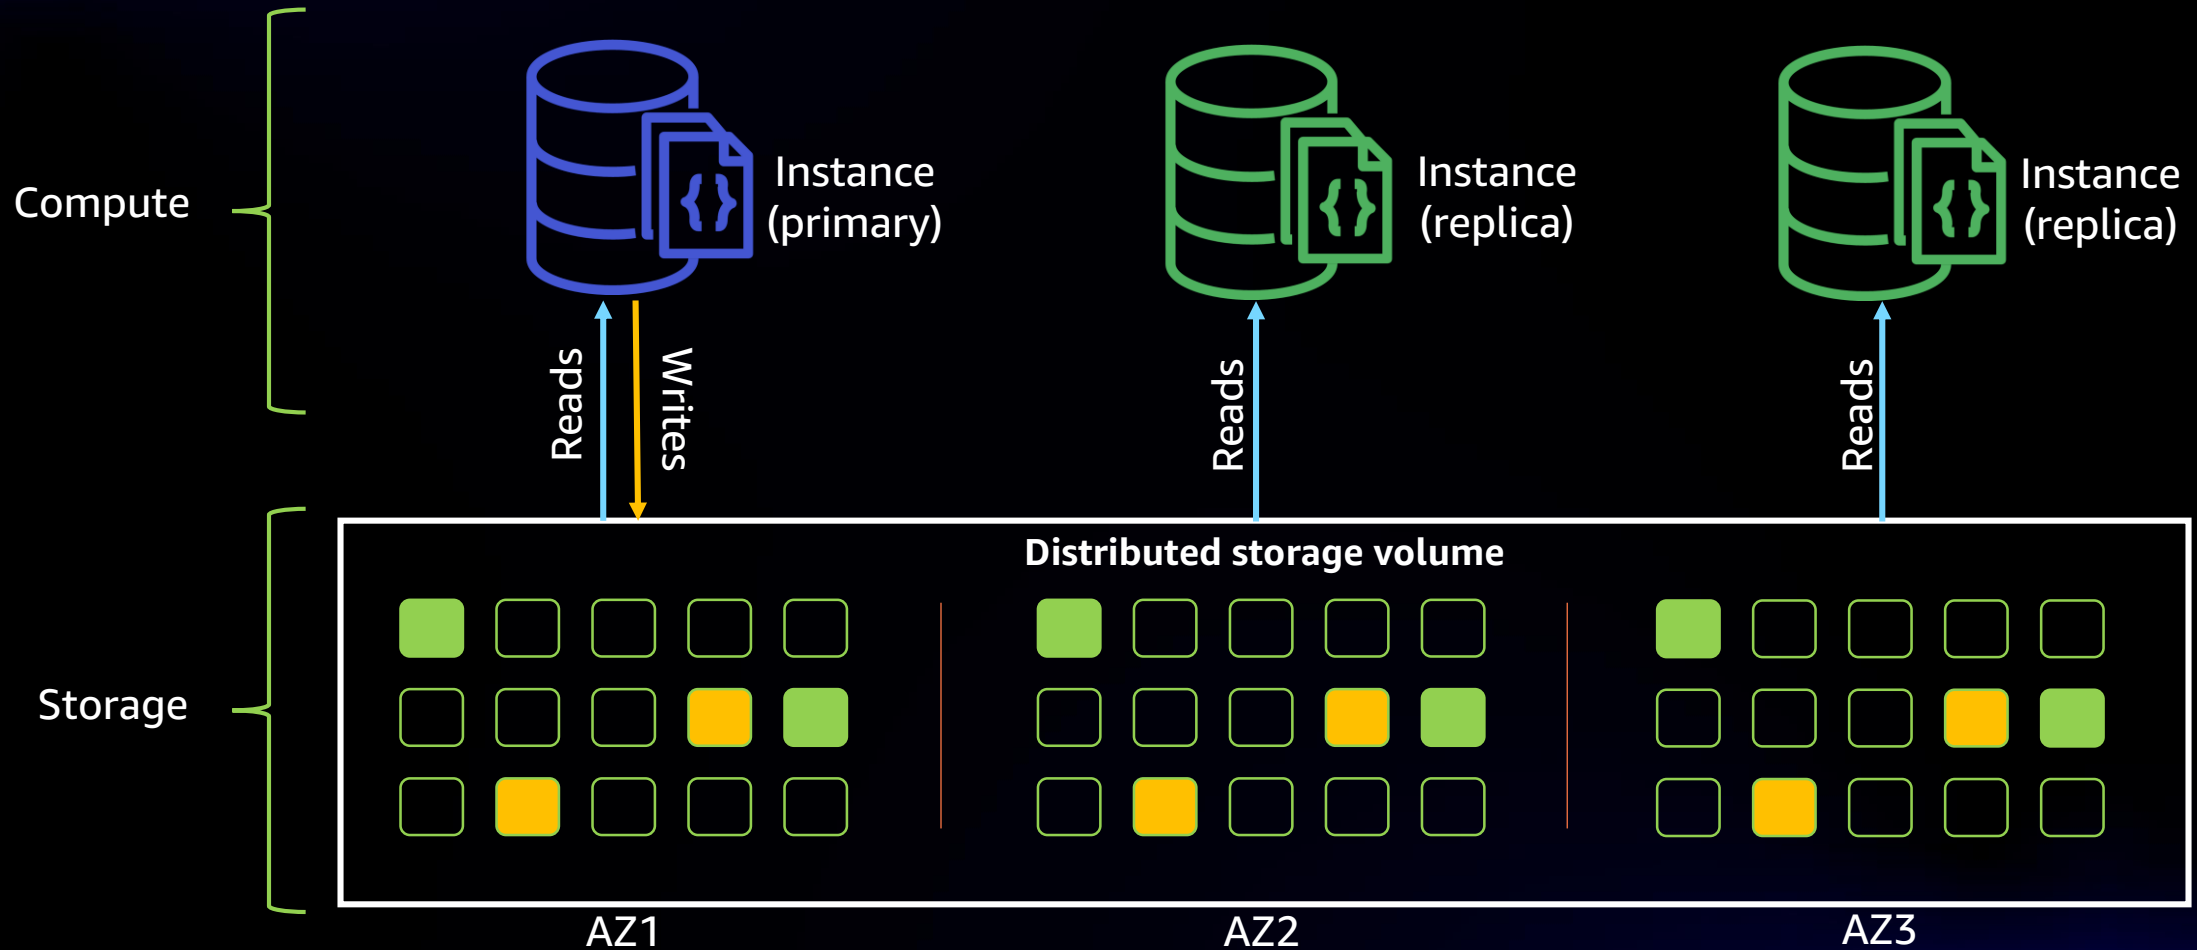 Compute
Instance
(primary)
Instance
(replica)
Instance
(replica)
{}
{}
{}
Reads
Writes
Reads
Reads
Storage
Distributed storage volume
AZ1
AZ2
AZ3